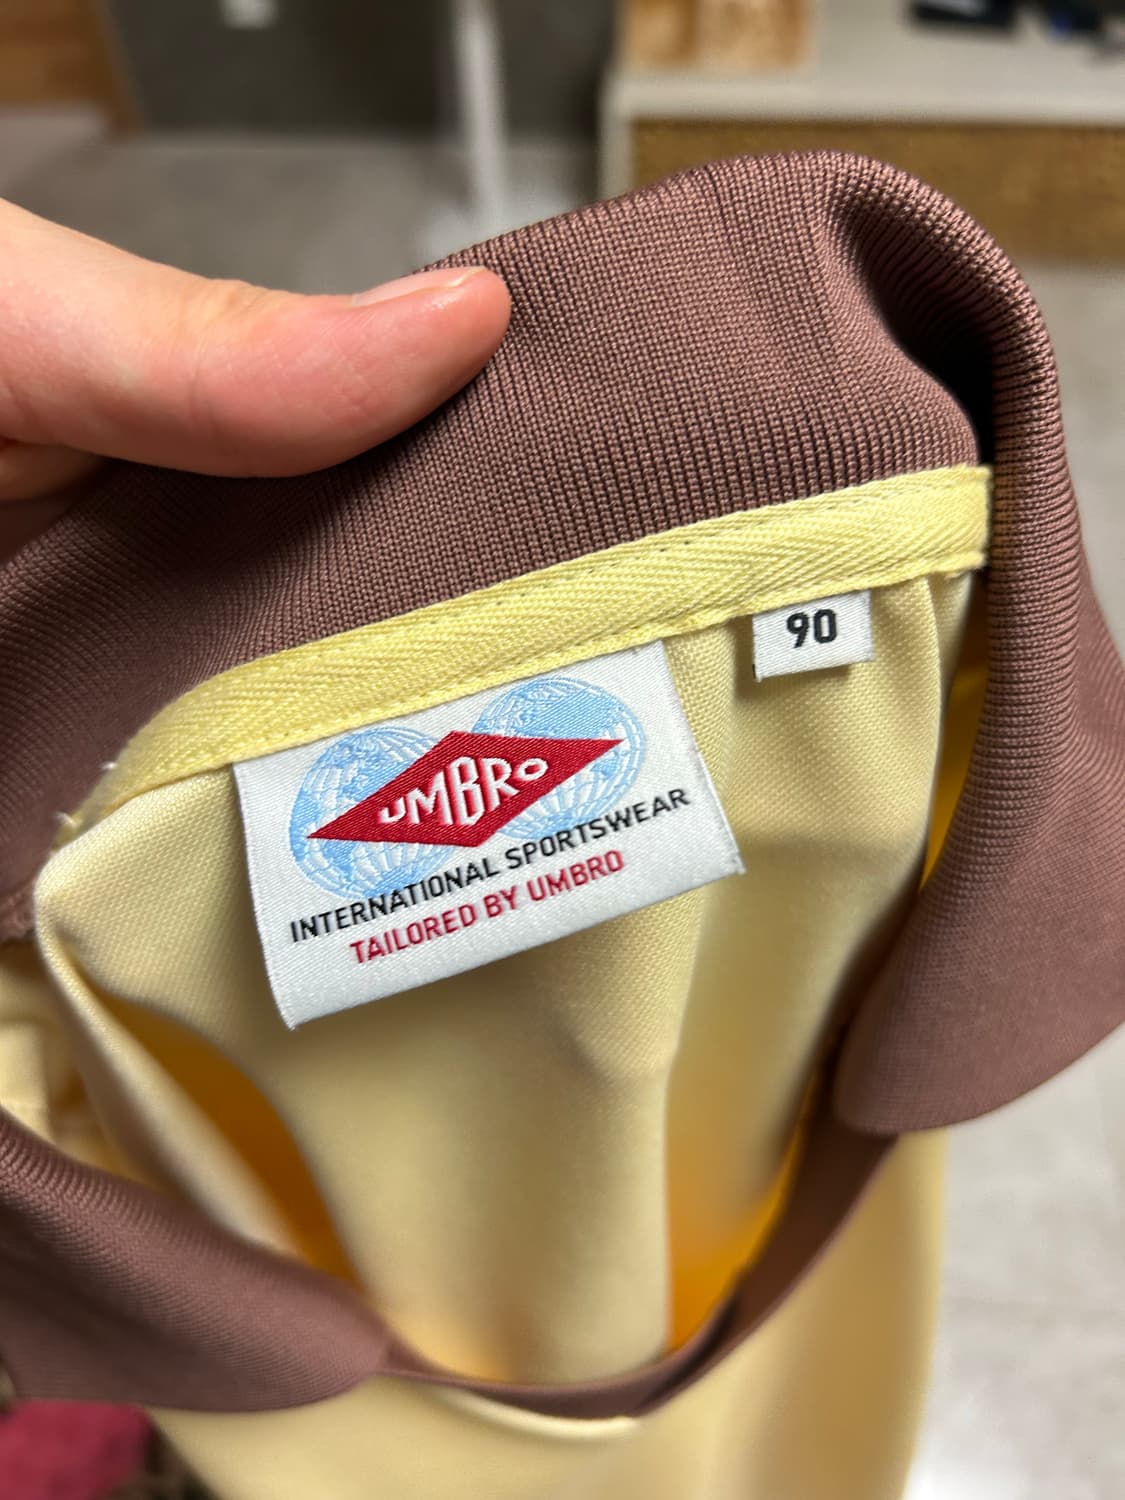 90
UMBRO
INTERNATIONAL SPORTSWEAR
TAILORED BY UMBRO